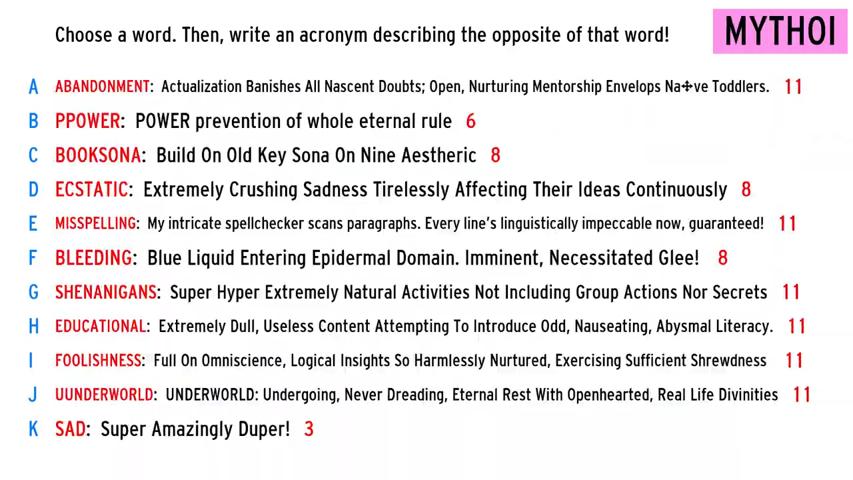 Choose a word. Then, write an acronym describing the opposite of that word!
MYTHOI
A ABANDONMENT: Actualization Banishes All Nascent Doubts; Open, Nurturing Mentorship Envelops Na✣ve Toddlers. 11
B PPOWER: POWER prevention of whole eternal rule 6
C BOOKSONA: Build On Old Key Sona On Nine Aestheric 8
D ECSTATIC: Extremely Crushing Sadness Tirelessly Affecting Their Ideas Continuously 8
E MISSPELLING: My intricate spellchecker scans paragraphs. Every line's linguistically impeccable now, guaranteed! 11
F BLEEDING: Blue Liquid Entering Epidermal Domain. Imminent, Necessitated Glee! 8
G SHENANIGANS: Super Hyper Extremely Natural Activities Not Including Group Actions Nor Secrets 11
H EDUCATIONAL: Extremely Dull, Useless Content Attempting To Introduce Odd, Nauseating, Abysmal Literacy. 11
I FOOLISHNESS: Full On Omniscience, Logical Insights So Harmlessly Nurtured, Exercising Sufficient Shrewdness 11
J UUNDERWORLD: UNDERWORLD: Undergoing, Never Dreading, Eternal Rest With Openhearted, Real Life Divinities 11
K SAD: Super Amazingly Duper! 3